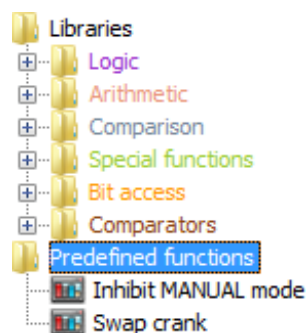 Libraries
Logic
Arithmetic
Comparison
Special functions
Bit access
Comparators
Predefined functions
Inhibit MANUAL mode
Swap crank